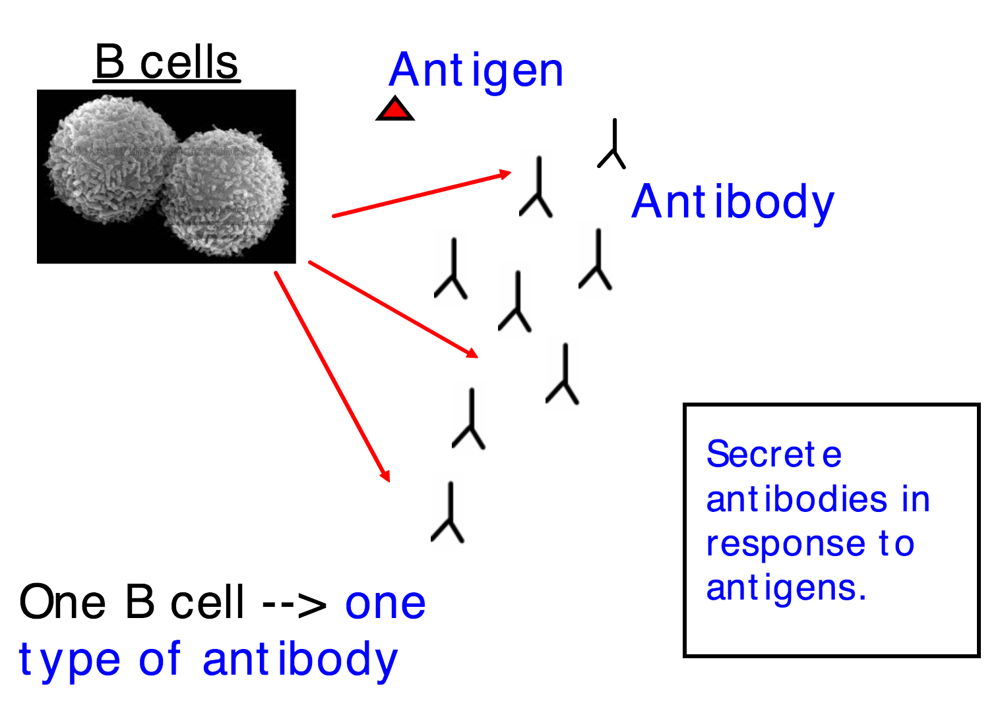 B cells
Antigen
Antibody
Secrete
antibodies in
response to
antigens.
One B cell --> one
type of antibody